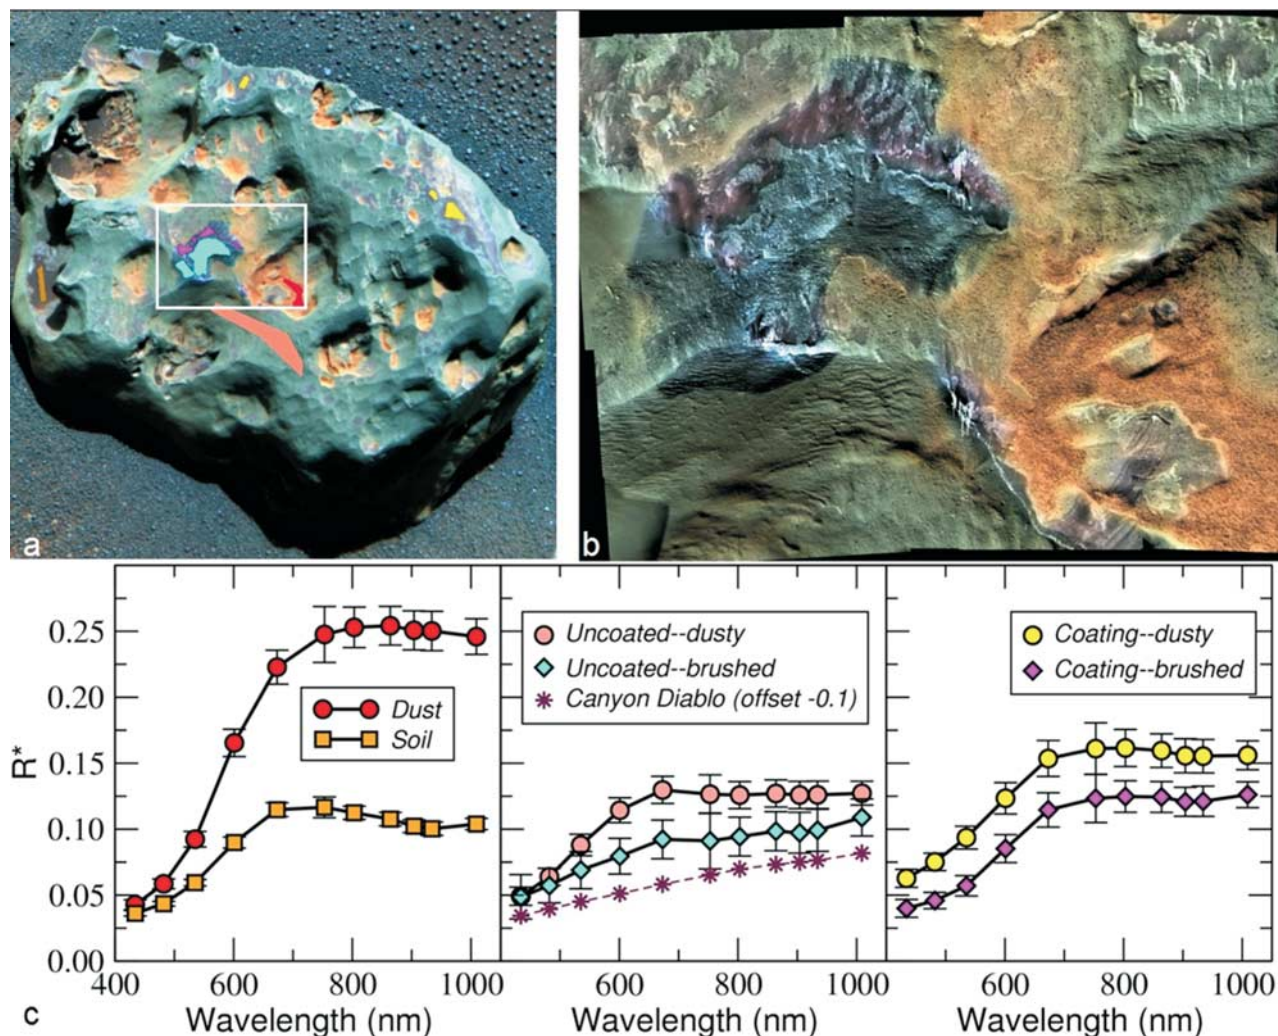 a
b
0.25
0.20
0.15
0.10
0.05
0.00
R*
Dust
Soil
Uncoated--dusty
Uncoated--brushed
Canyon Diablo (offset -0.1)
Coating--dusty
Coating--brushed
400 600 800 1000
600 800 1000
600 800 1000
c
Wavelength (nm)
Wavelength (nm)
Wavelength (nm)